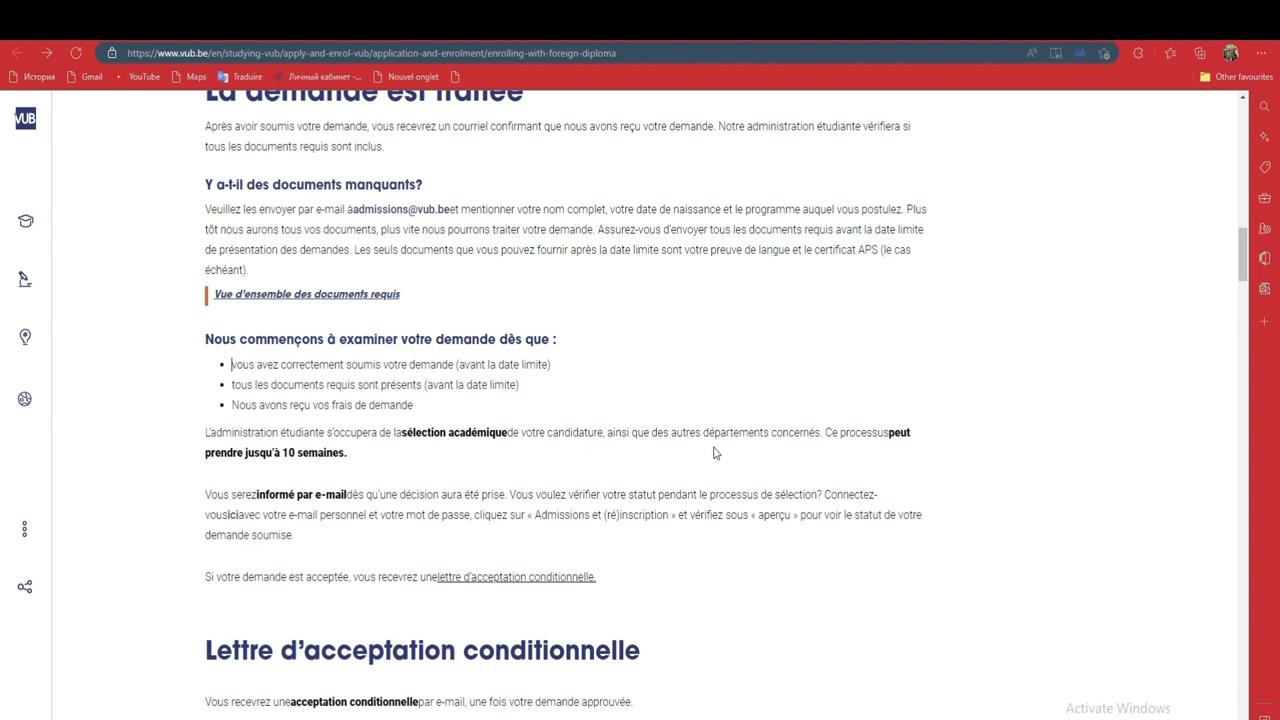 https://www.vub.be/en/studying-vub/apply-and-enrol-vub/application-and-enrolment/enrolling-with-foreign-diploma
История Gmail YouTube Maps Traduire Личный кабинет -... Nouvel onglet Other favourites
VUB
La demande est traitée
Après avoir soumis votre demande, vous recevrez un courriel confirmant que nous avons reçu votre demande. Notre administration étudiante vérifiera si
tous les documents requis sont inclus.
Y a-t-il des documents manquants?
Veuillez les envoyer par e-mail àadmissions@vub.beet mentionner votre nom complet, votre date de naissance et le programme auquel vous postulez. Plus
tôt nous aurons tous vos documents, plus vite nous pourrons traiter votre demande. Assurez-vous d'envoyer tous les documents requis avant la date limite
de présentation des demandes. Les seuls documents que vous pouvez fournir après la date limite sont votre preuve de langue et le certificat APS (le cas
échéant).
Vue d'ensemble des documents requis
Nous commençons à examiner votre demande dès que :
• vous avez correctement soumis votre demande (avant la date limite)
• tous les documents requis sont présents (avant la date limite)
• Nous avons reçu vos frais de demande
L'administration étudiante s'occupera de lasélection académiquede votre candidature, ainsi que des autres départements concernés. Ce processuspeut
prendre jusqu'à 10 semaines.
Vous serezinformé par e-maildès qu'une décision aura été prise. Vous voulez vérifier votre statut pendant le processus de sélection? Connectez-
vousiciavec votre e-mail personnel et votre mot de passe, cliquez sur « Admissions et (ré)inscription » et vérifiez sous « aperçu » pour voir le statut de votre
demande soumise.
Si votre demande est acceptée, vous recevrez unelettre d'acceptation conditionnelle.
Lettre d'acceptation conditionnelle
Vous recevrez uneacceptation conditionnellepar e-mail, une fois votre demande approuvée.
Activate Windows